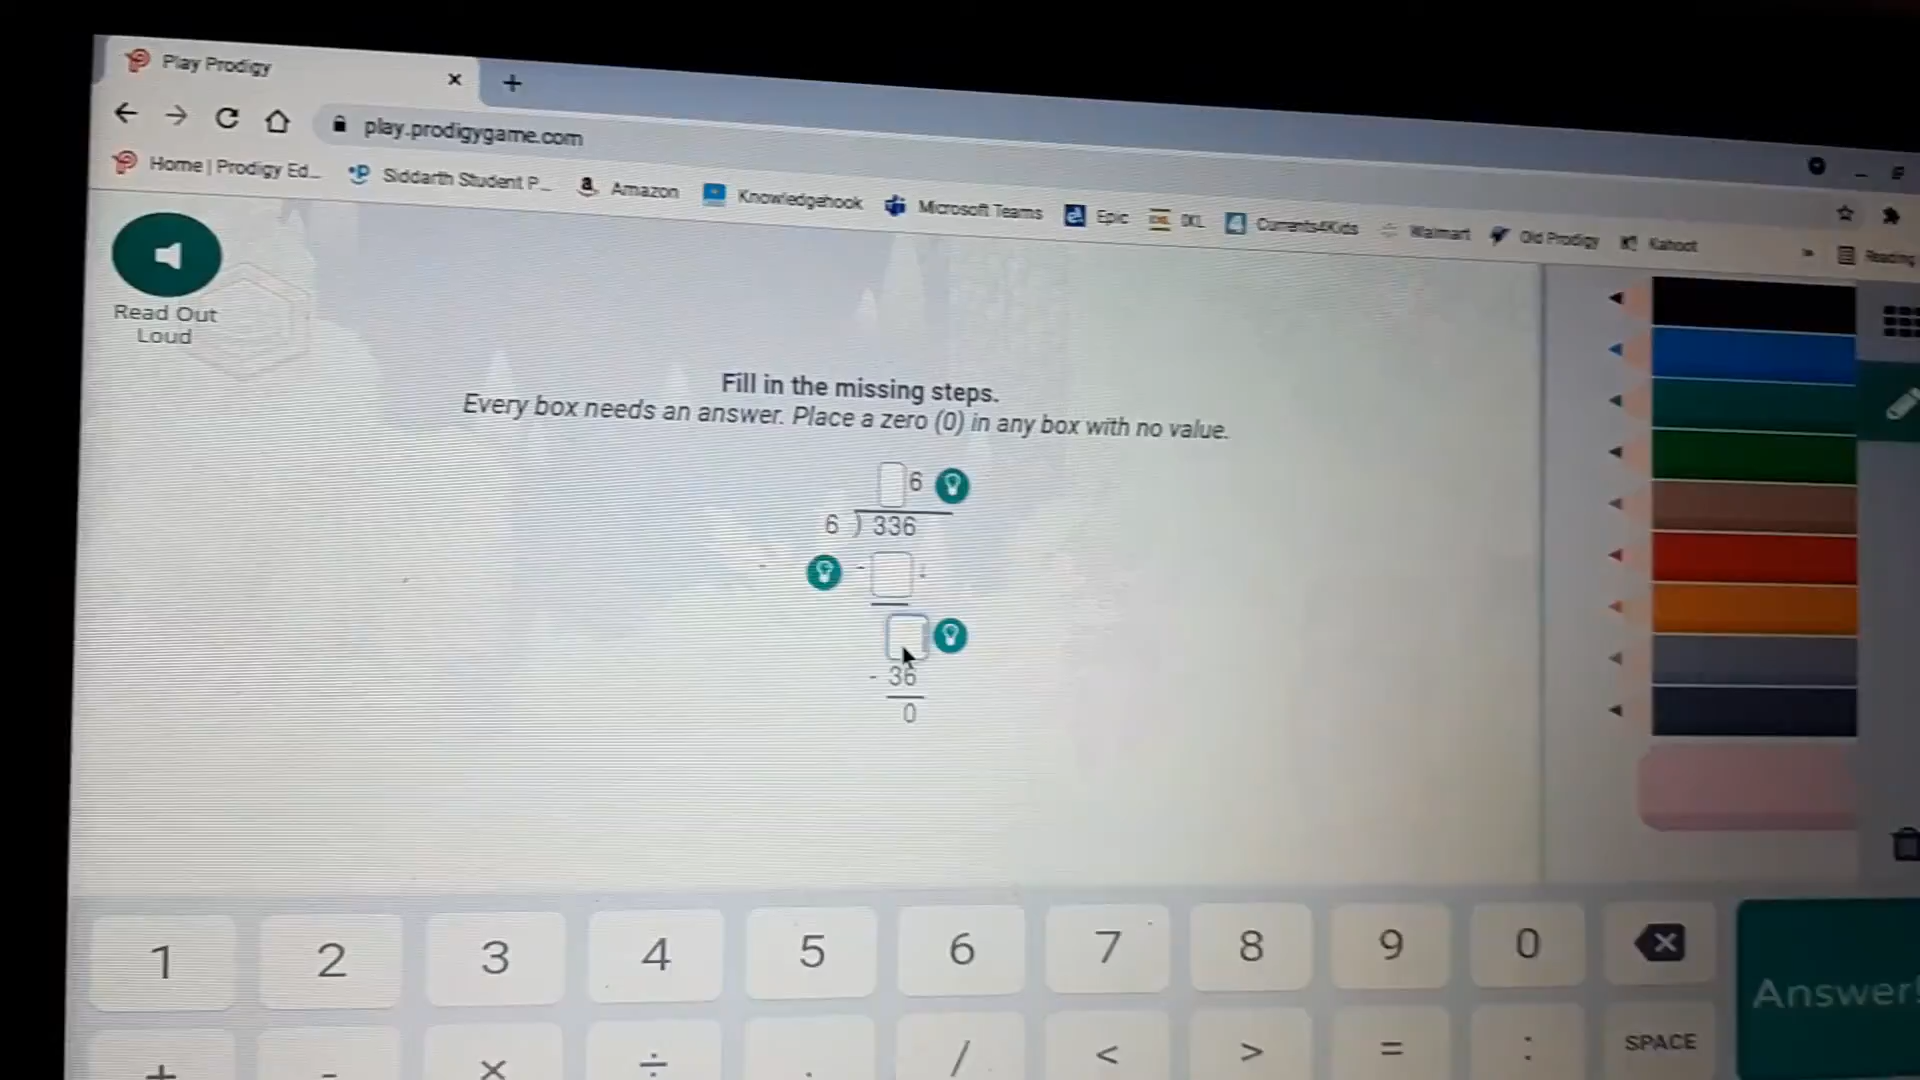 Play Prodigy
play.prodigygame.com
Home | Prodigy Ed...
Siddarth Student P...
Amazon
Knowledgehook
Microsoft Teams
Epic
IXL
Currents4Kids
Walmart
Old Prodigy
Kahoot
»
Reading
Read Out
Loud
Fill in the missing steps.
Every box needs an answer. Place a zero (0) in any box with no value.
6
6 ) 336
-
- 36
0
1 2 3 4 5 6 7 8 9 0
Answer!
+ - × ÷ . / < > = : SPACE